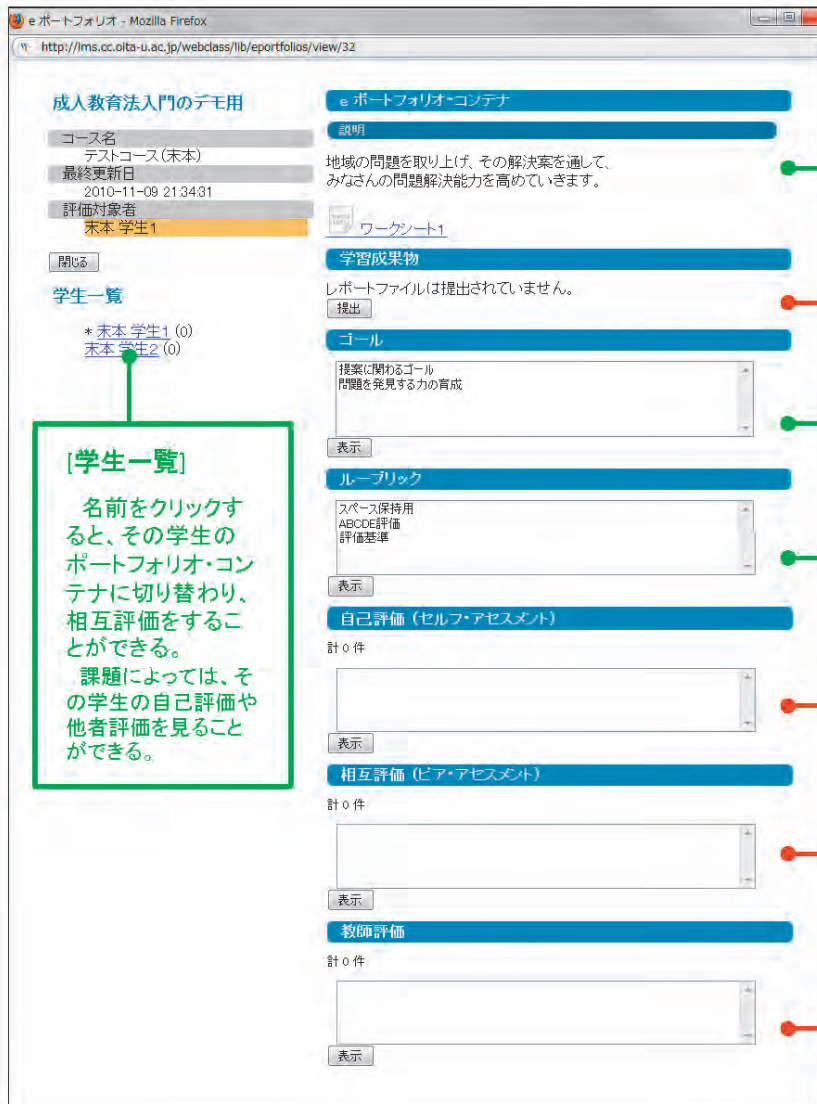 e ポートフォリオ - Mozilla Firefox
http://lms.cc.oita-u.ac.jp/webclass/lib/eportfolios/view/32
成人教育法入門のデモ用
コース名
テストコース(末本)
最終更新日
2010-11-09 21:34:31
評価対象者
末本 学生1
閉じる
学生一覧
* 末本 学生1 (0)
末本 学生2 (0)
[学生一覧]
名前をクリックす
ると、その学生の
ポートフォリオ・コン
テナに切り替わり、
相互評価をするこ
とができる。
課題によっては、そ
の学生の自己評価や
他者評価を見ること
ができる。
e ポートフォリオ・コンテナ
説明
地域の問題を取り上げ、その解決案を通して、
みなさんの問題解決能力を高めていきます。
ワークシート1
学習成果物
レポートファイルは提出されていません。
提出
ゴール
提案に関わるゴール
問題を発見する力の育成
表示
ルーブリック
スペース保持用
ABCDE評価
評価基準
表示
自己評価 (セルフ・アセスメント)
計 0 件
表示
相互評価 (ピア・アセスメント)
計 0 件
表示
教師評価
計 0 件
表示